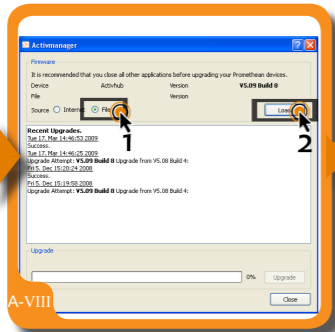 Activmanager
Firmware
It is recommended that you close all other applications before upgrading your Promethean devices.
Device Activhub Version V5.09 Build 8
File Version
Source Internet File Load
Recent Upgrades.
Tue 17. Mar 14:46:53 2009
Success.
Tue 17. Mar 14:46:25 2009
Upgrade Attempt: V5.09 Build 8 Upgrade from V5.08 Build 4:
Fri 5. Dec 15:20:24 2008
Success.
Fri 5. Dec 15:19:58 2008
Upgrade Attempt: V5.09 Build 8 Upgrade from V5.08 Build 4:
1
2
Upgrade
0% Upgrade
A-VIII
Close